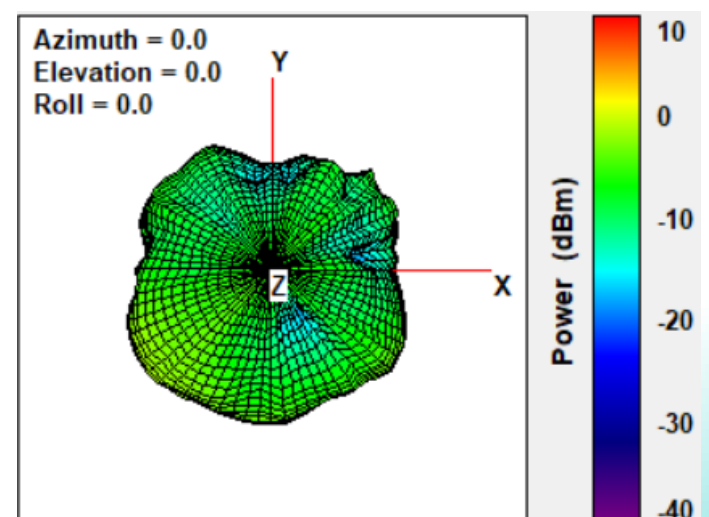 Azimuth = 0.0
Elevation = 0.0
Roll = 0.0
Y
X
Z
Power (dBm)
10
0
-10
-20
-30
-40